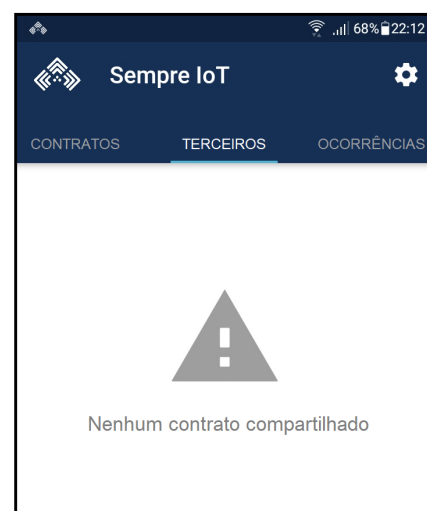 68% 22:12
Sempre IoT
CONTRATOS TERCEIROS OCORRÊNCIAS
Nenhum contrato compartilhado